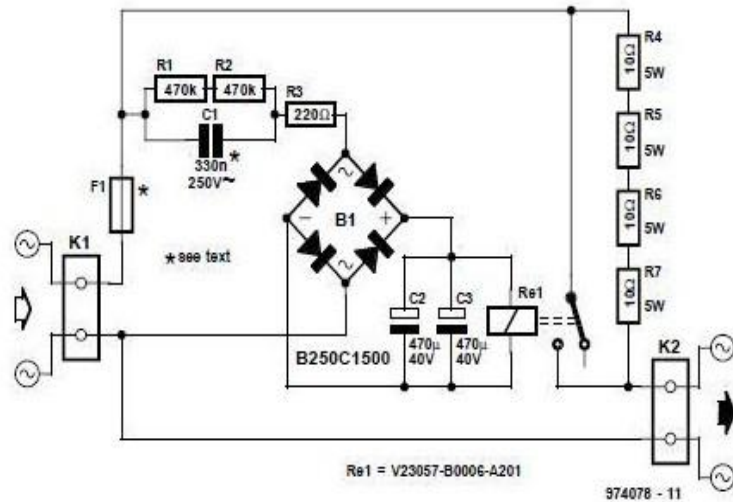 R4
10Ω
5W
R1 R2
470k 470k
R3
220Ω
C1
330n *
250V~
R5
10Ω
5W
F1 *
~
- B1 +
~
R6
10Ω
5W
K1
*see text
R7
10Ω
5W
C2 C3
Re1
470µ 470µ
40V 40V
B250C1500
K2
Re1 = V23057-B0006-A201
974078 - 11